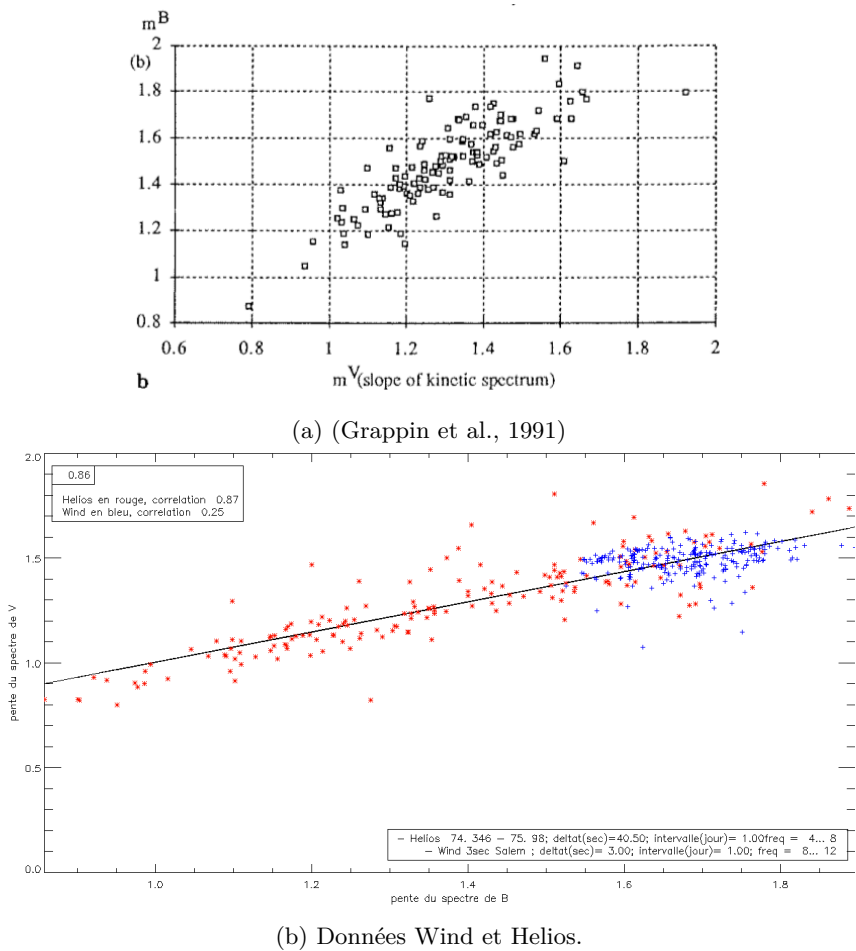 m^B
2
(b)
1.8
1.6
1.4
1.2
1
0.8
0.6 0.8 1 1.2 1.4 1.6 1.8 2
b m^V (slope of kinetic spectrum)
(a) (Grappin et al., 1991)
2.0
0.86
Helios en rouge, correlation 0.87
Wind en bleu, correlation 0.25
1.5
1.0
pente du spectre de V
0.5
– Helios 74. 346 – 75. 98; deltat(sec)=40.50; intervalle(jour)= 1.00freq = 4... 8
– Wind 3sec Salem ; deltat(sec)= 3.00; intervalle(jour)= 1.00; freq = 8... 12
0.0
1.0 1.2 1.4 1.6 1.8
pente du spectre de B
(b) Données Wind et Helios.